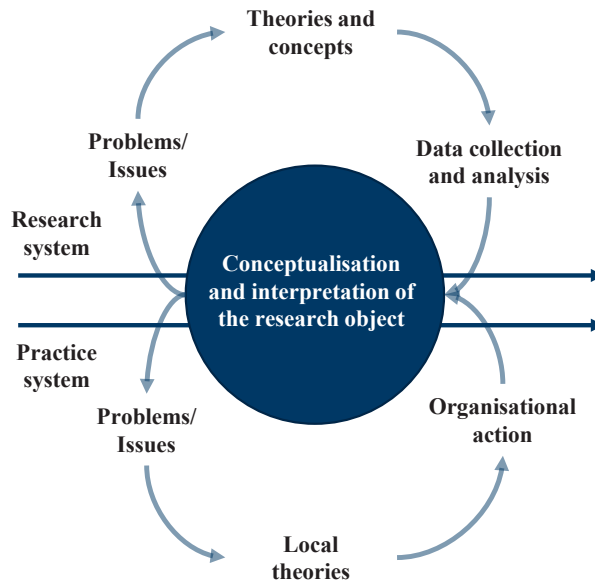 Theories and
concepts
Problems/
Issues
Data collection
and analysis
Research
system
Conceptualisation
and interpretation of
the research object
Practice
system
Problems/
Issues
Organisational
action
Local
theories